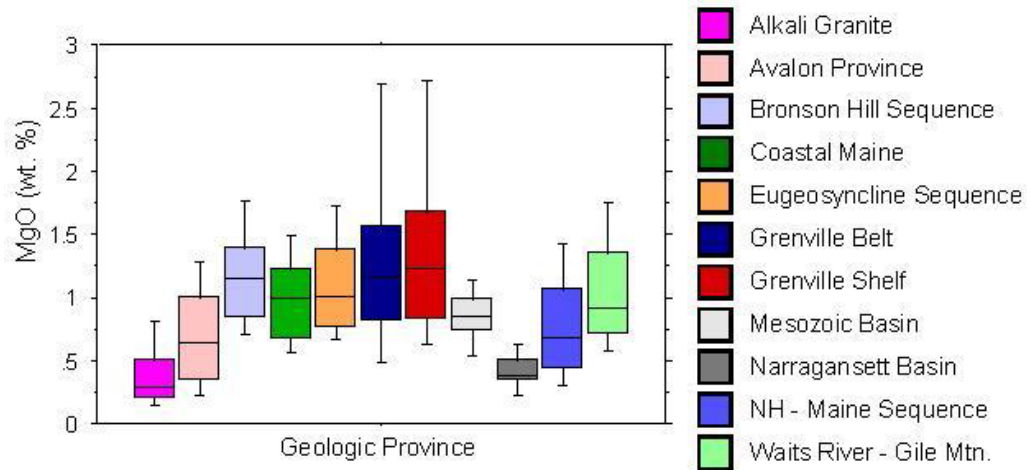 3
2.5
2
1.5
1
.5
0
MgO (wt. %)
Geologic Province
Alkali Granite
Avalon Province
Bronson Hill Sequence
Coastal Maine
Eugeosyncline Sequence
Grenville Belt
Grenville Shelf
Mesozoic Basin
Narragansett Basin
NH - Maine Sequence
Waits River - Gile Mtn.